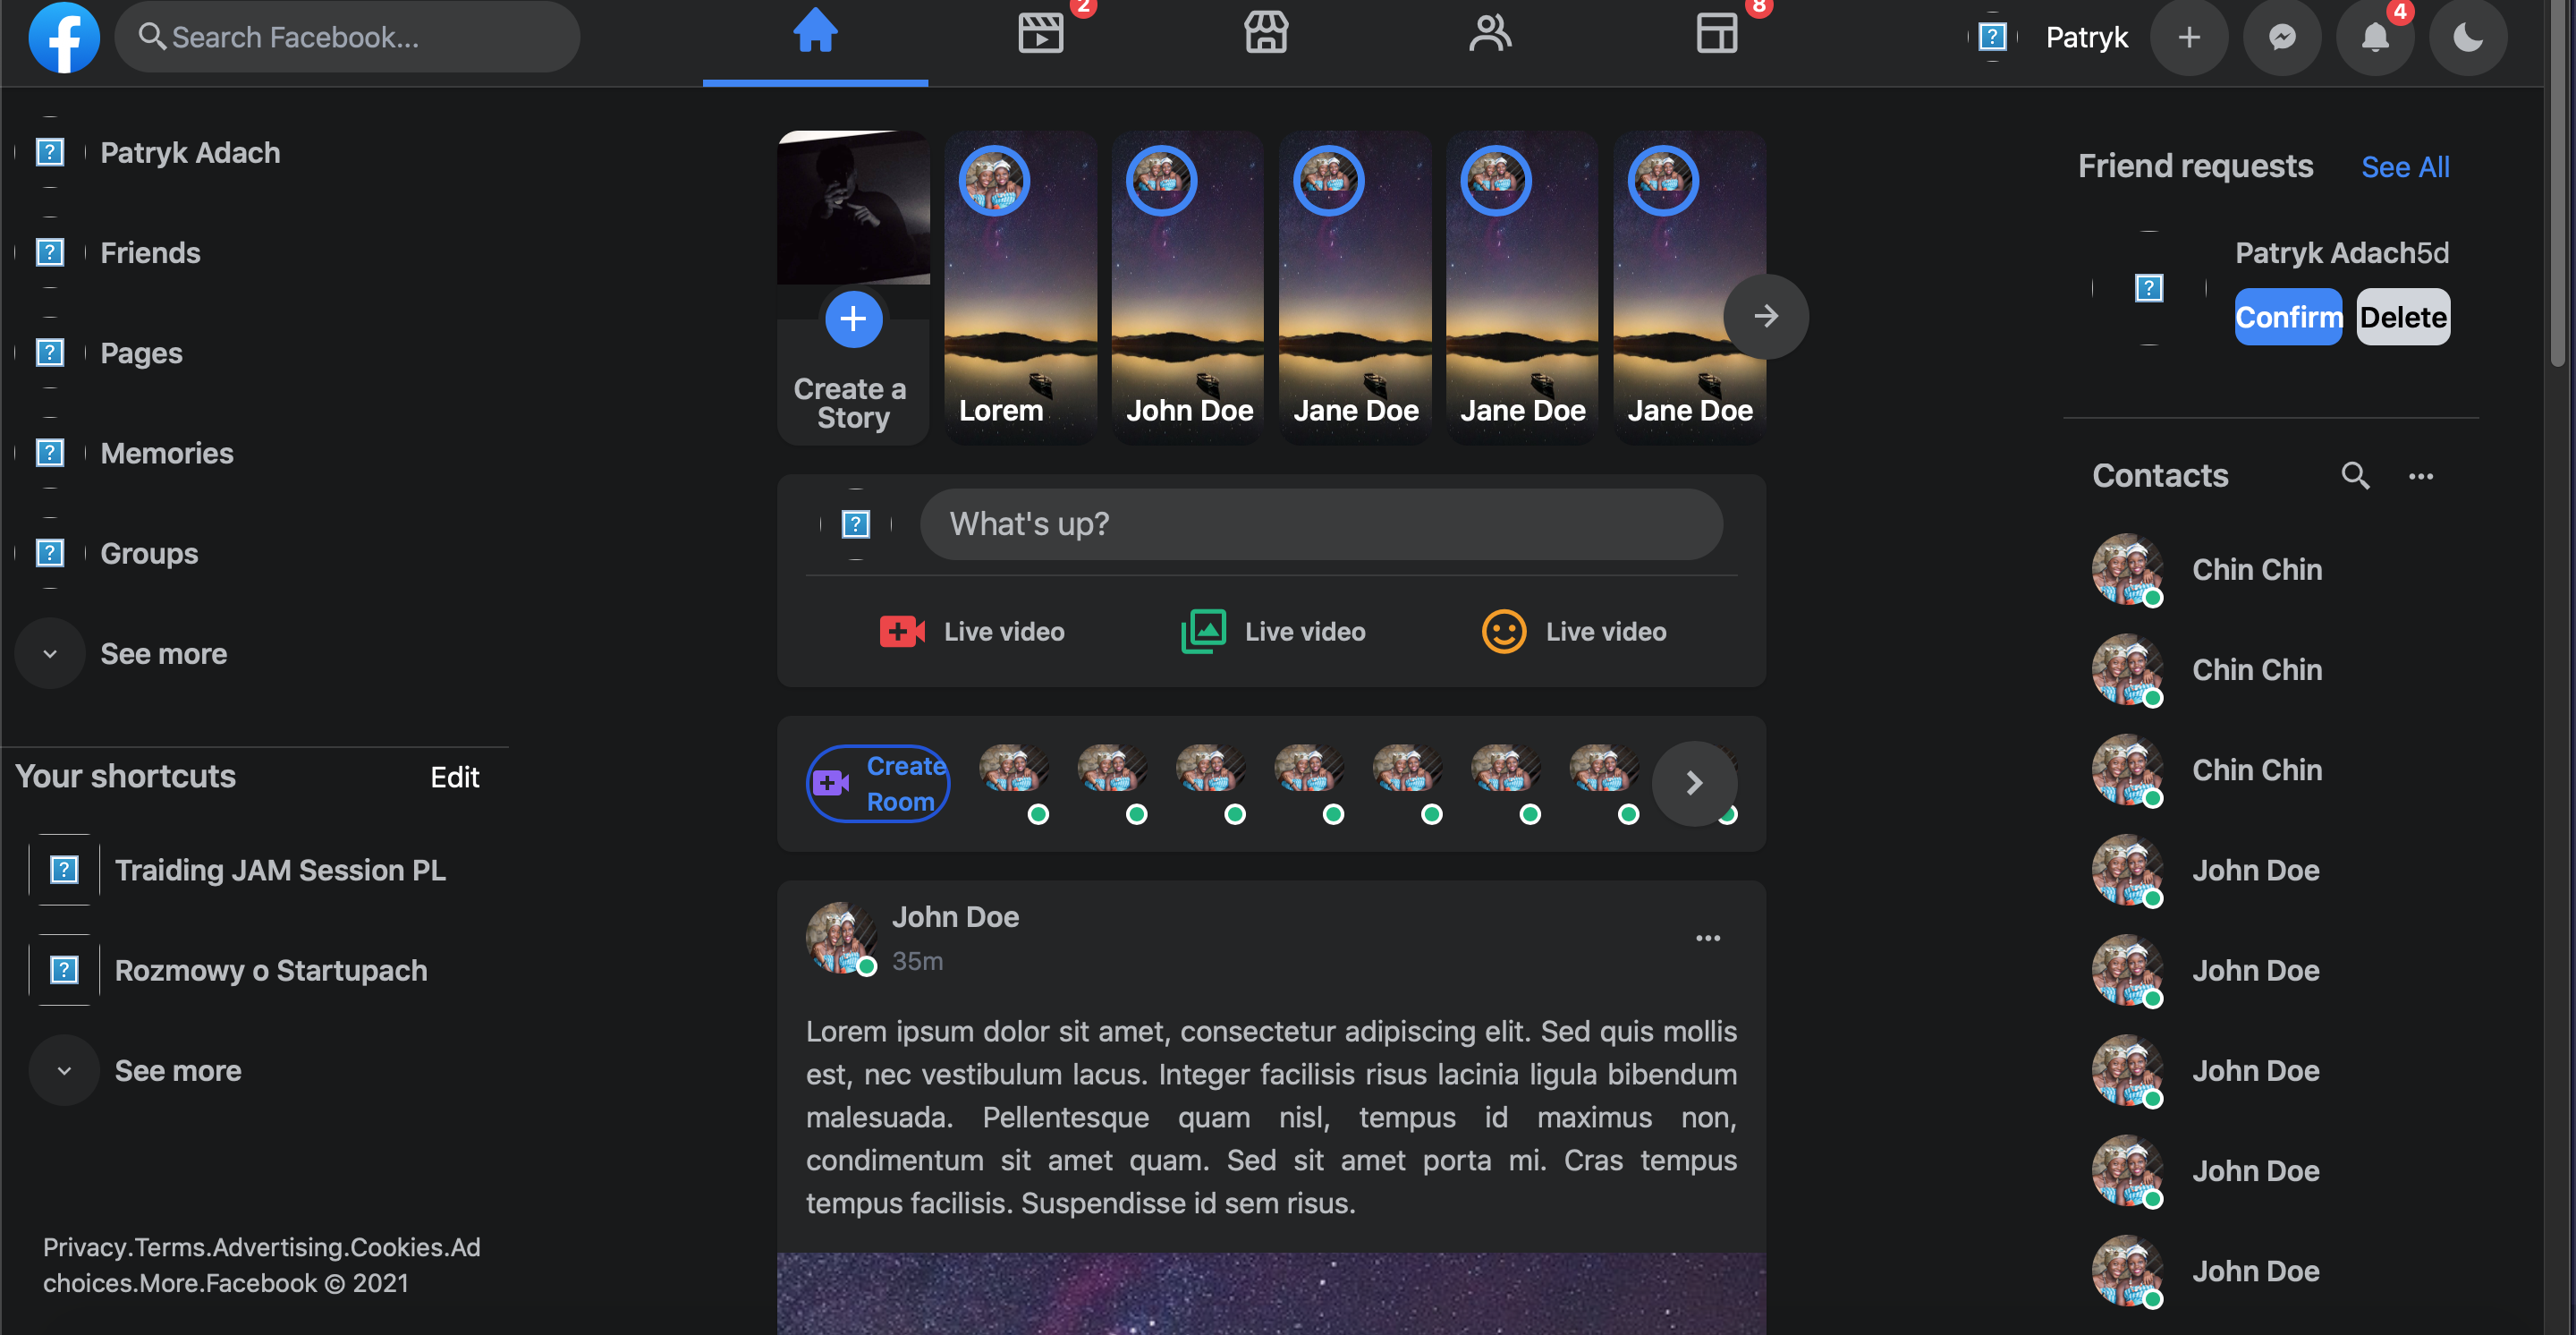 Search Facebook...
2
8
Patryk
4
Patryk Adach
Friends
Pages
Memories
Groups
See more
Your shortcuts
Edit
Traiding JAM Session PL
Rozmowy o Startupach
See more
Privacy.Terms.Advertising.Cookies.Ad
choices.More.Facebook © 2021
Create a
Story
Lorem
John Doe
Jane Doe
Jane Doe
Jane Doe
What's up?
Live video
Live video
Live video
Create
Room
John Doe
35m
Lorem ipsum dolor sit amet, consectetur adipiscing elit. Sed quis mollis
est, nec vestibulum lacus. Integer facilisis risus lacinia ligula bibendum
malesuada. Pellentesque quam nisl, tempus id maximus non,
condimentum sit amet quam. Sed sit amet porta mi. Cras tempus
tempus facilisis. Suspendisse id sem risus.
Friend requests
See All
Patryk Adach5d
Confirm
Delete
Contacts
Chin Chin
Chin Chin
Chin Chin
John Doe
John Doe
John Doe
John Doe
John Doe